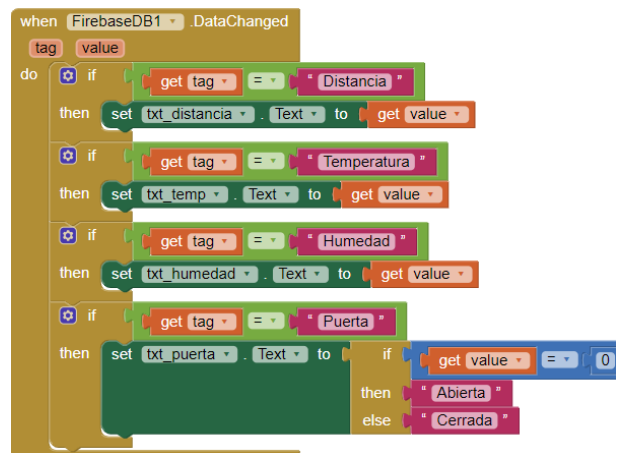 when FirebaseDB1 .DataChanged
tag value
do if get tag = " Distancia "
then set txt_distancia . Text to get value
if get tag = " Temperatura "
then set txt_temp . Text to get value
if get tag = " Humedad "
then set txt_humedad . Text to get value
if get tag = " Puerta "
then set txt_puerta . Text to if get value = 0
then " Abierta "
else " Cerrada "